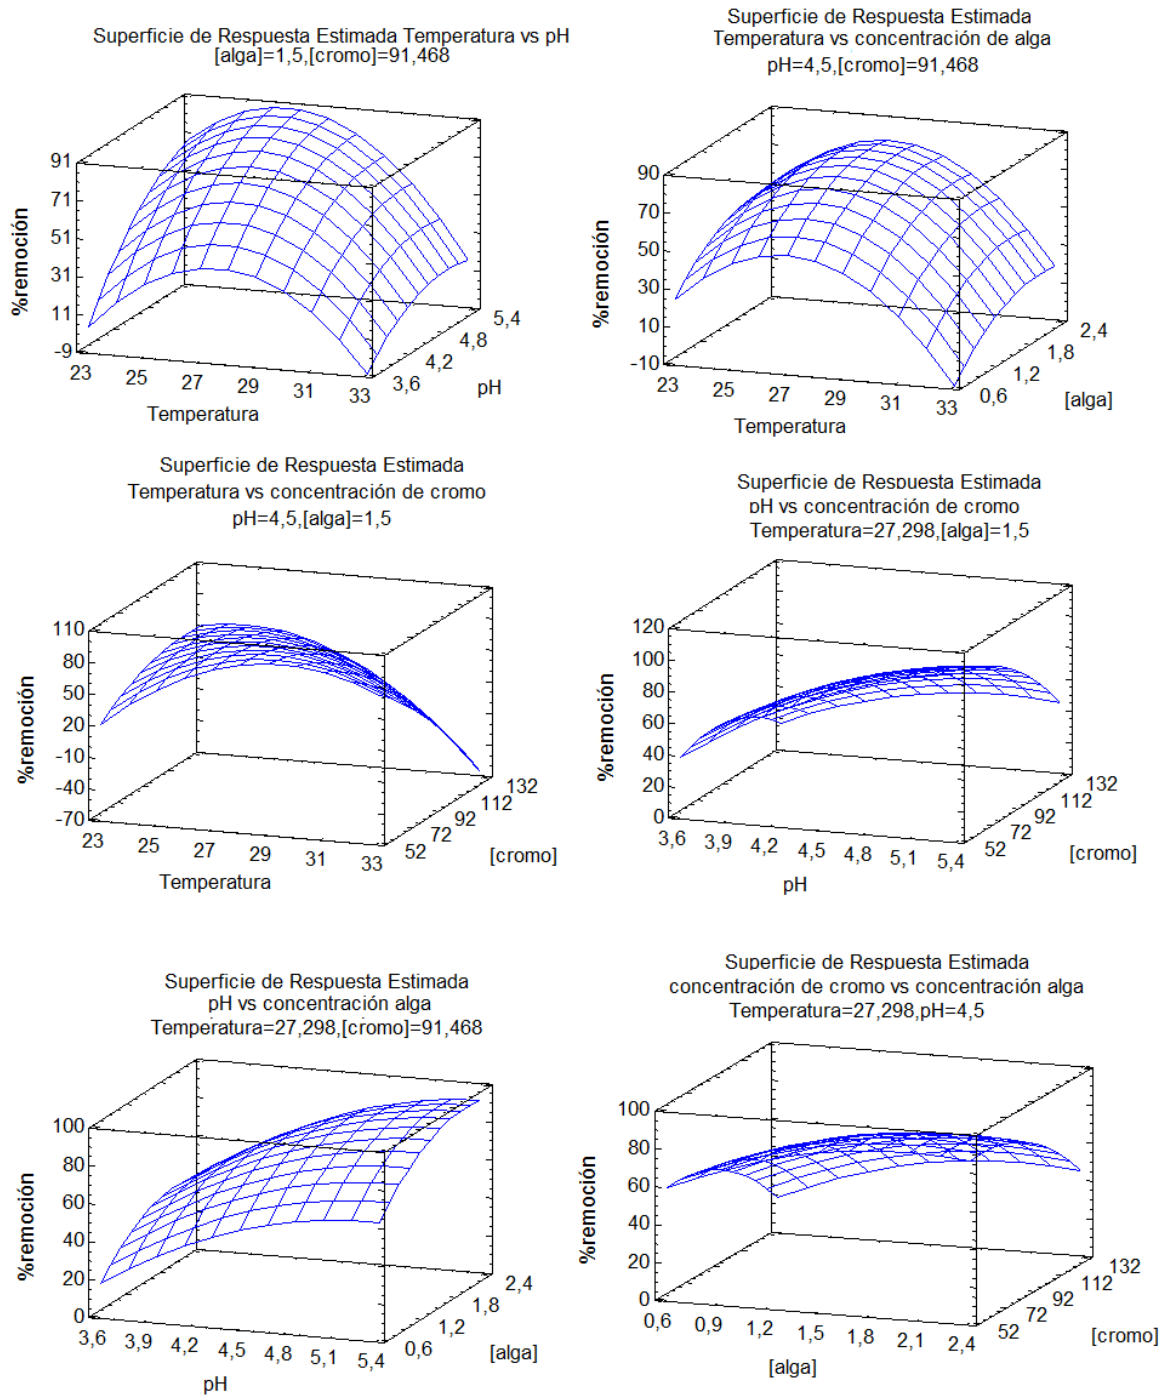 Superficie de Respuesta Estimada Temperatura vs pH
[alga]=1,5,[cromo]=91,468
%remoción
91
71
51
31
11
-9
23
25
27
29
31
33
Temperatura
3,6
4,2
4,8
5,4
pH
Superficie de Respuesta Estimada
Temperatura vs concentración de alga
pH=4,5,[cromo]=91,468
%remoción
90
70
50
30
10
-10
23
25
27
29
31
33
Temperatura
0,6
1,2
1,8
2,4
[alga]
Superficie de Respuesta Estimada
Temperatura vs concentración de cromo
pH=4,5,[alga]=1,5
%remoción
110
80
50
20
-10
-40
-70
23
25
27
29
31
33
Temperatura
52
72
92
112
132
[cromo]
Superficie de Respuesta Estimada
pH vs concentración de cromo
Temperatura=27,298,[alga]=1,5
%remoción
120
100
80
60
40
20
0
3,6
3,9
4,2
4,5
4,8
5,1
5,4
pH
52
72
92
112
132
[cromo]
Superficie de Respuesta Estimada
pH vs concentración alga
Temperatura=27,298,[cromo]=91,468
%remoción
100
80
60
40
20
0
3,6
3,9
4,2
4,5
4,8
5,1
5,4
pH
0,6
1,2
1,8
2,4
[alga]
Superficie de Respuesta Estimada
concentración de cromo vs concentración alga
Temperatura=27,298,pH=4,5
%remoción
100
80
60
40
20
0
0,6
0,9
1,2
1,5
1,8
2,1
2,4
[alga]
52
72
92
112
132
[cromo]